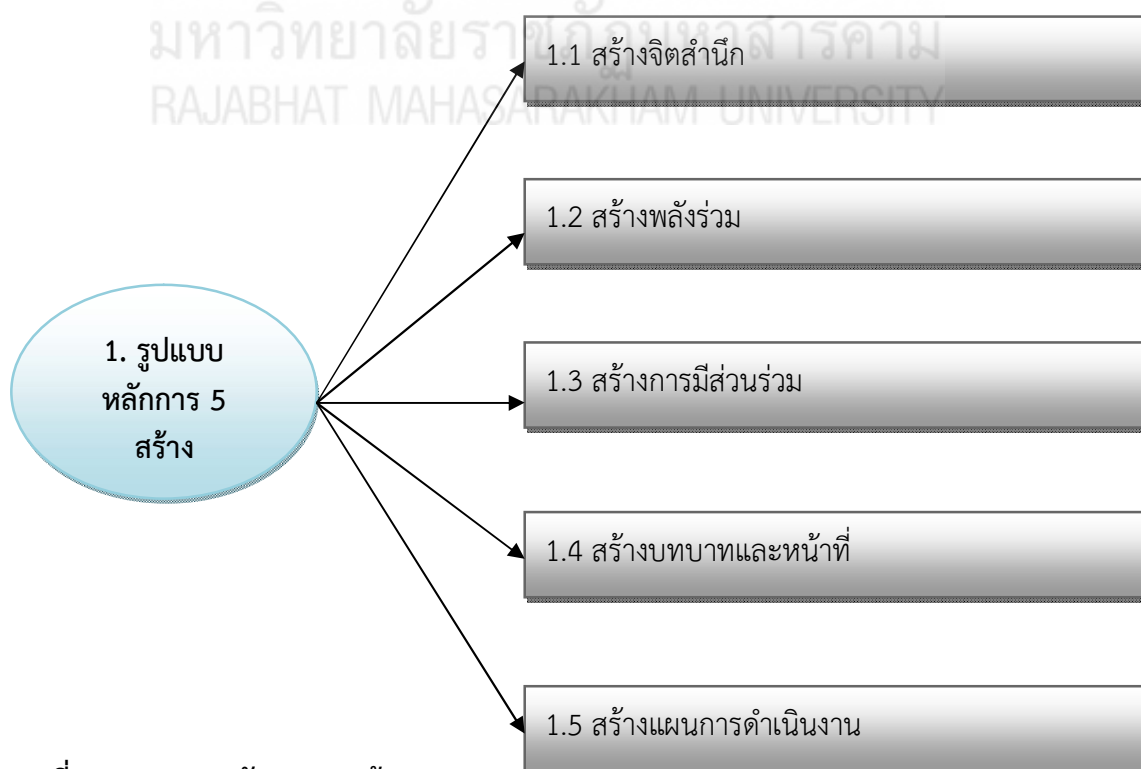 มหาวิทยาลัยราชภัฏมหาสารคาม
RAJABHAT MAHASARAKHAM UNIVERSITY
1.1 สร้างจิตสำนึก
1.2 สร้างพลังร่วม
1. รูปแบบ
หลักการ 5
สร้าง
1.3 สร้างการมีส่วนร่วม
1.4 สร้างบทบาทและหน้าที่
1.5 สร้างแผนการดำเนินงาน